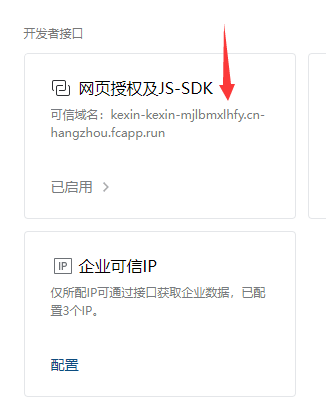 开发者接口
网页授权及JS-SDK
可信域名：kexin-kexin-mjlbmxlhfy.cn-
hangzhou.fcapp.run
已启用
IP 企业可信IP
仅所配IP可通过接口获取企业数据，已配
置3个IP。
配置